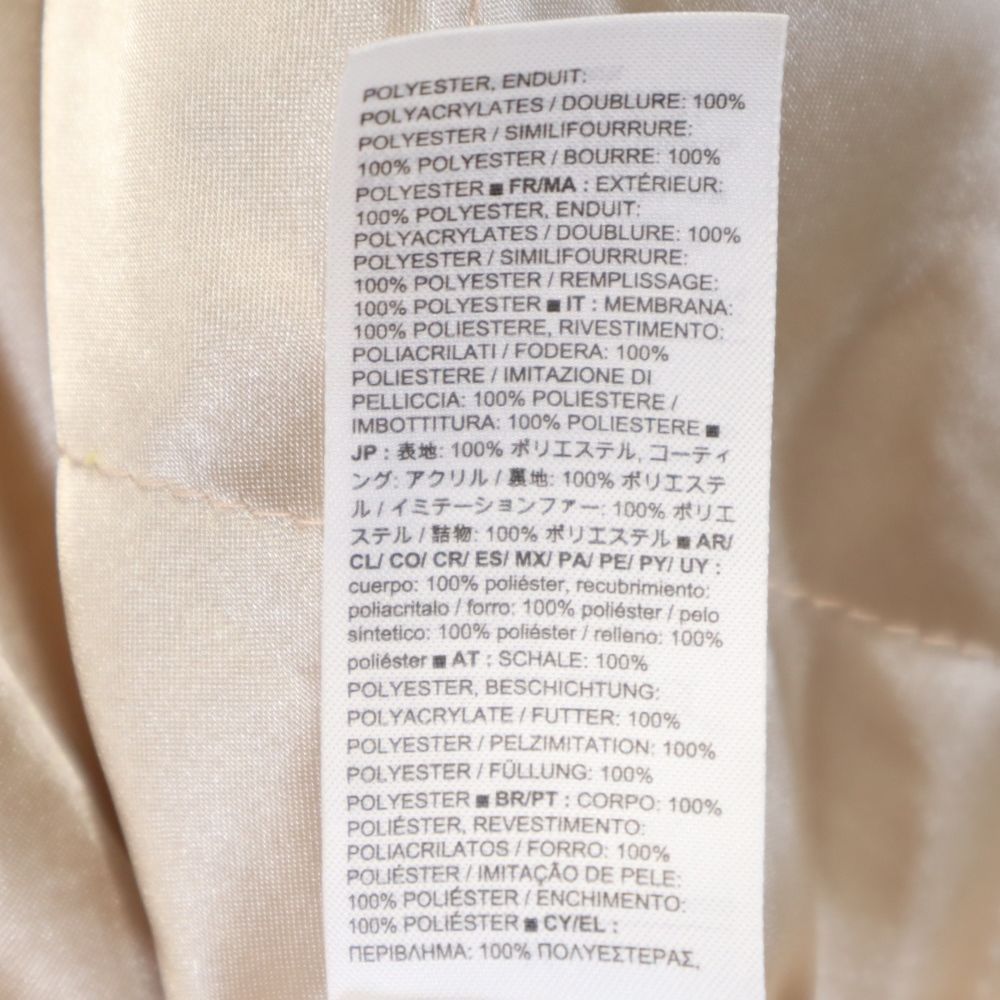 POLYESTER, ENDUIT:
POLYACRYLATES / DOUBLURE: 100%
POLYESTER / SIMILIFOURRURE:
100% POLYESTER / BOURRE: 100%
POLYESTER ■ FR/MA : EXTÉRIEUR:
100% POLYESTER, ENDUIT:
POLYACRYLATES / DOUBLURE: 100%
POLYESTER / SIMILIFOURRURE:
100% POLYESTER / REMPLISSAGE:
100% POLYESTER ■ IT : MEMBRANA:
100% POLIESTERE, RIVESTIMENTO:
POLIACRILATI / FODERA: 100%
POLIESTERE / IMITAZIONE DI
PELLICCIA: 100% POLIESTERE /
IMBOTTITURA: 100% POLIESTERE ■
JP : 表地: 100% ポリエステル, コーティ
ング: アクリル / 裏地: 100% ポリエステ
ル / イミテーションファー: 100% ポリエ
ステル / 詰物: 100% ポリエステル ■ AR/
CL/ CO/ CR/ ES/ MX/ PA/ PE/ PY/ UY :
cuerpo: 100% poliéster, recubrimiento:
poliacritalo / forro: 100% poliéster / pelo
sintetico: 100% poliéster / relleno: 100%
poliéster ■ AT : SCHALE: 100%
POLYESTER, BESCHICHTUNG:
POLYACRYLATE / FUTTER: 100%
POLYESTER / PELZIMITATION: 100%
POLYESTER / FÜLLUNG: 100%
POLYESTER ■ BR/PT : CORPO: 100%
POLIÉSTER, REVESTIMENTO:
POLIACRILATOS / FORRO: 100%
POLIÉSTER / IMITAÇÃO DE PELE:
100% POLIÉSTER / ENCHIMENTO:
100% POLIÉSTER ■ CY/EL :
ΠΕΡΙΒΛΗΜΑ: 100% ΠΟΛΥΕΣΤΕΡΑΣ,